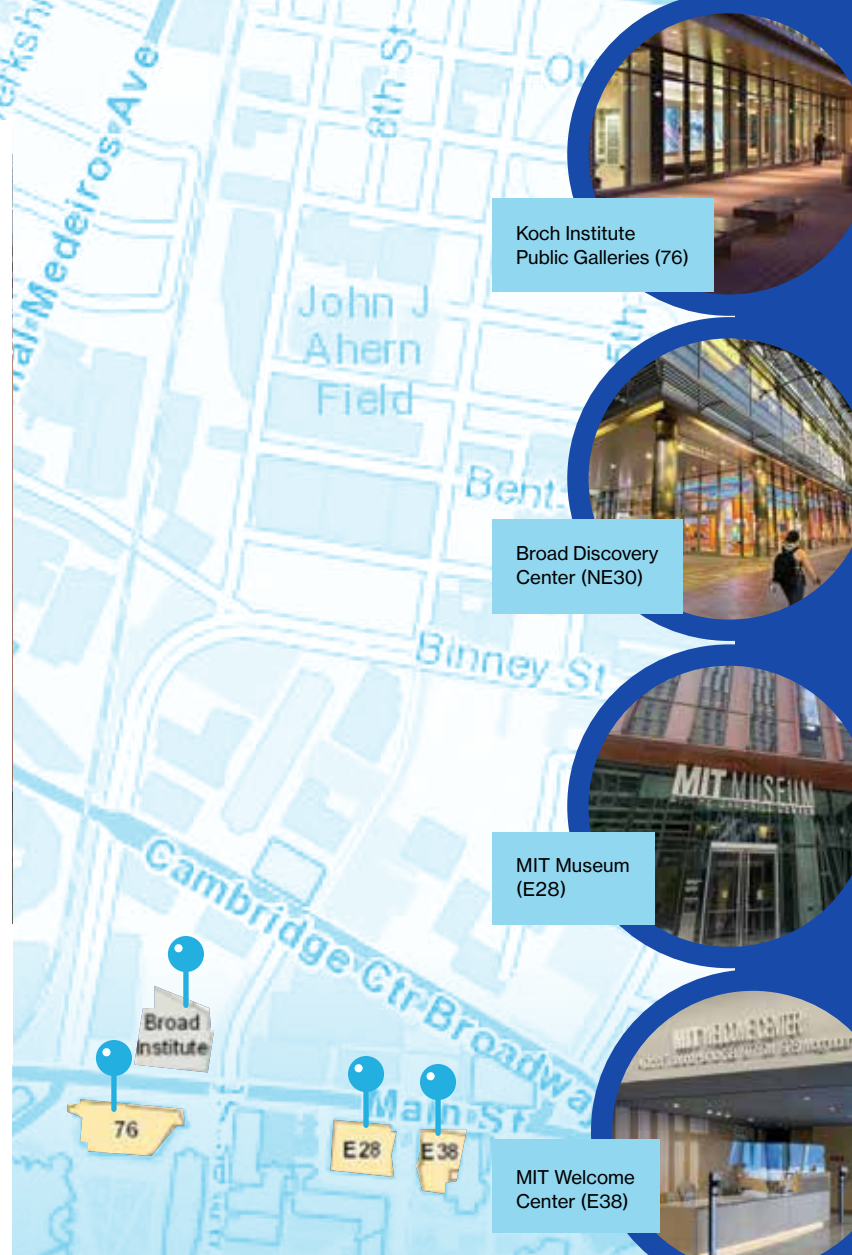 Medeiros Ave
8th St
Koch Institute
Public Galleries (76)
John J
Ahern
Field
5th
Bent
Broad Discovery
Center (NE30)
Binney St
MIT MUSEUM
MIT Museum
(E28)
Cambridge Ctr
Broadway
Broad
Institute
MIT WELCOME CENTER
Main St
76
E28
E38
MIT Welcome
Center (E38)